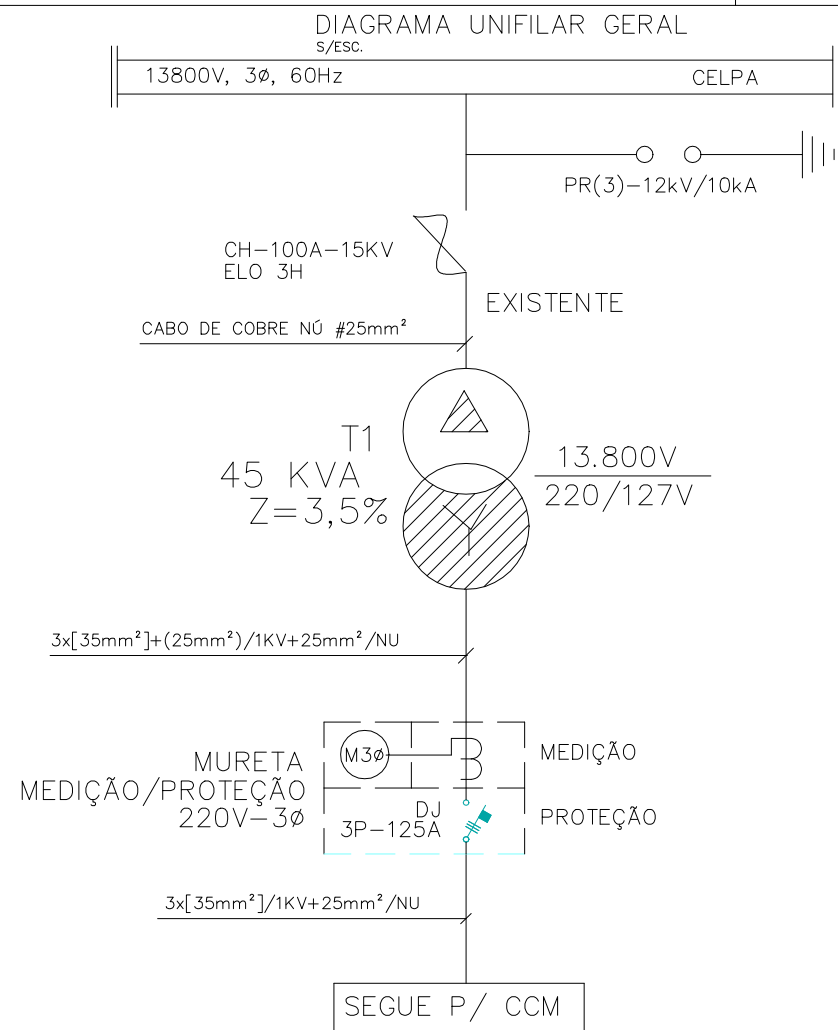 DIAGRAMA UNIFILAR GERAL
S/ESC.
13800V, 3ø, 60Hz
CELPA
PR(3)-12kV/10kA
CH-100A-15KV
ELO 3H
EXISTENTE
CABO DE COBRE NÚ #25mm²
T1
45 KVA
Z=3,5%
13.800V
220/127V
3x[35mm²]+(25mm²)/1KV+25mm²/NU
MURETA
MEDIÇÃO/PROTEÇÃO
220V-3ø
M3ø
MEDIÇÃO
DJ
3P-125A
PROTEÇÃO
3x[35mm²]/1KV+25mm²/NU
SEGUE P/ CCM